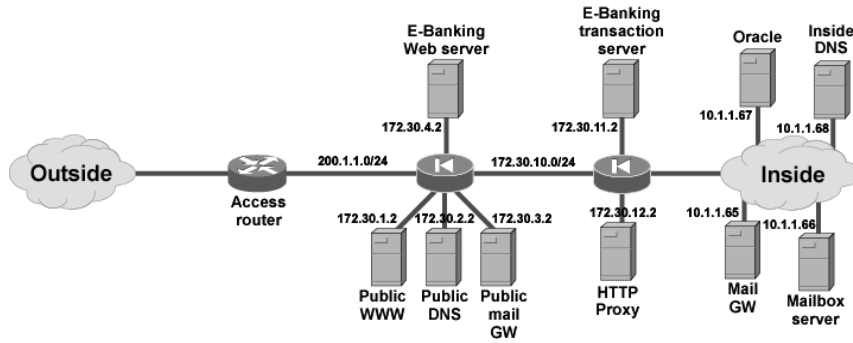 E-Banking
Web server
E-Banking
transaction
server
Oracle
Inside
DNS
172.30.4.2
172.30.11.2
10.1.1.67
10.1.1.68
Outside
200.1.1.0/24
172.30.10.0/24
Inside
Access
router
172.30.1.2
172.30.2.2
172.30.3.2
172.30.12.2
10.1.1.65
10.1.1.66
Public
WWW
Public
DNS
Public
mail
GW
HTTP
Proxy
Mail
GW
Mailbox
server